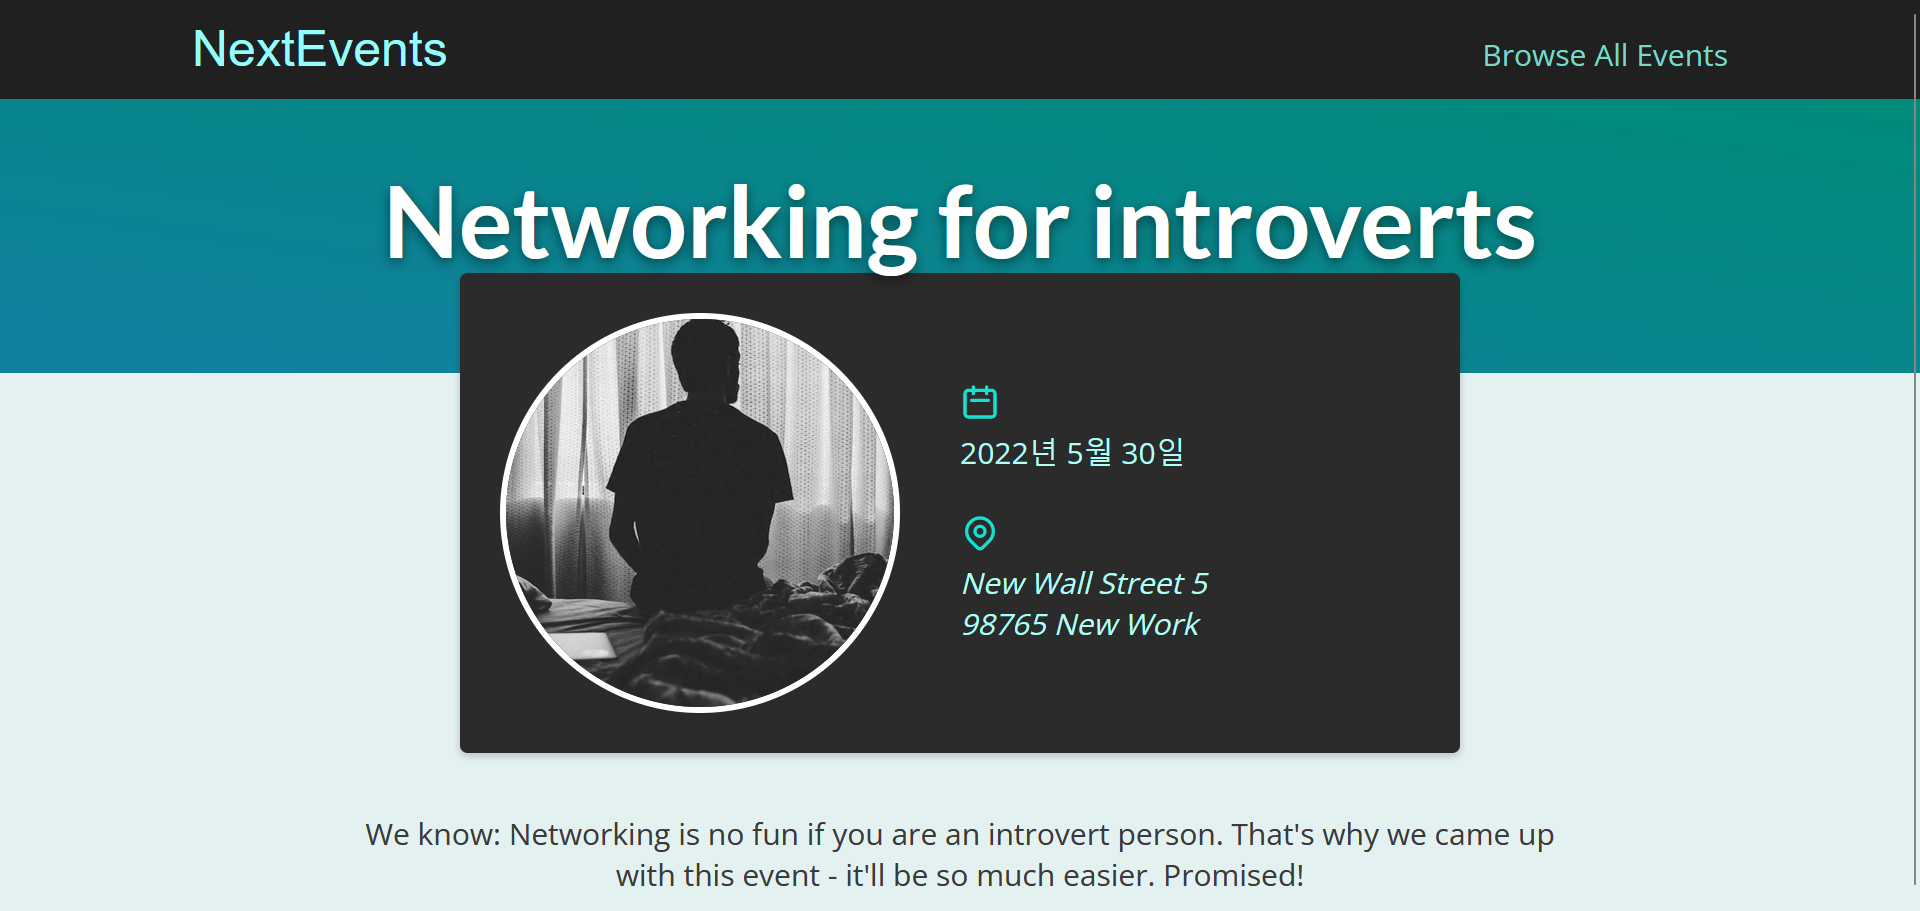 NextEvents
Browse All Events
Networking for introverts
2022년 5월 30일
New Wall Street 5
98765 New Work
We know: Networking is no fun if you are an introvert person. That's why we came up
with this event - it'll be so much easier. Promised!